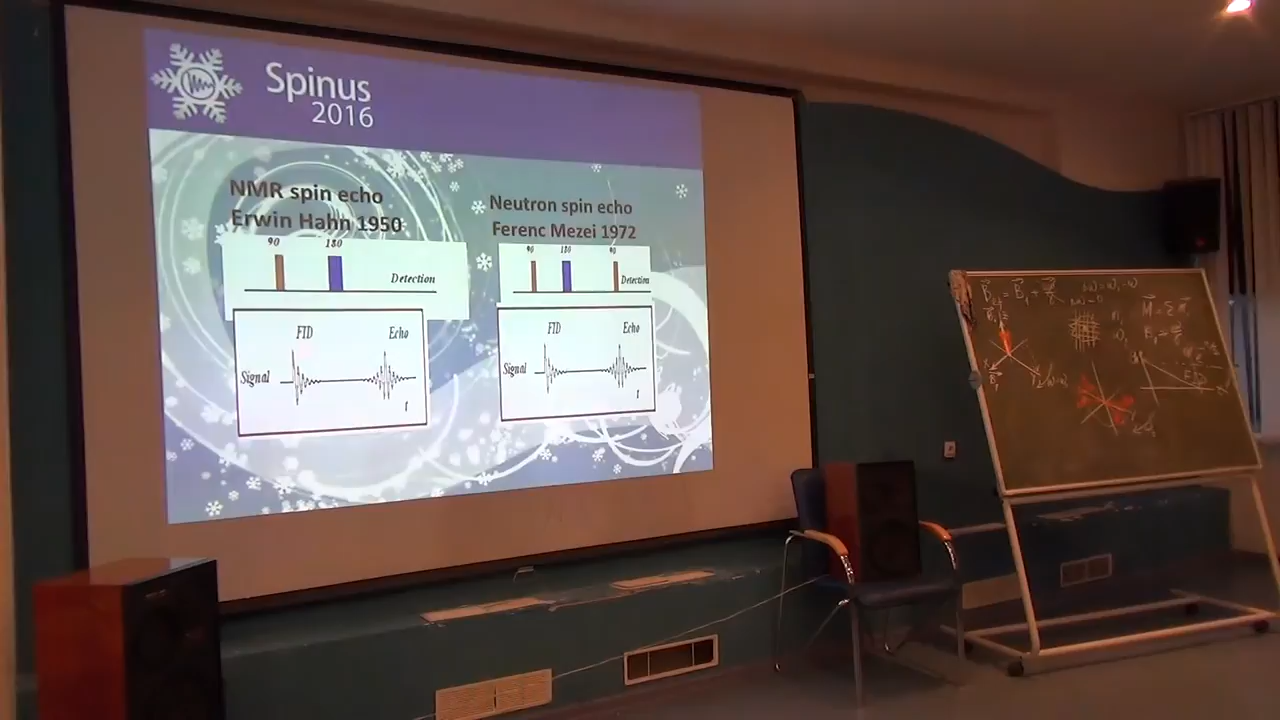 Spinus
2016
NMR spin echo
Erwin Hahn 1950
90 180
Detection
FID Echo
Signal
t
Neutron spin echo
Ferenc Mezei 1972
90 180 90
Detection
FID Echo
Signal
t